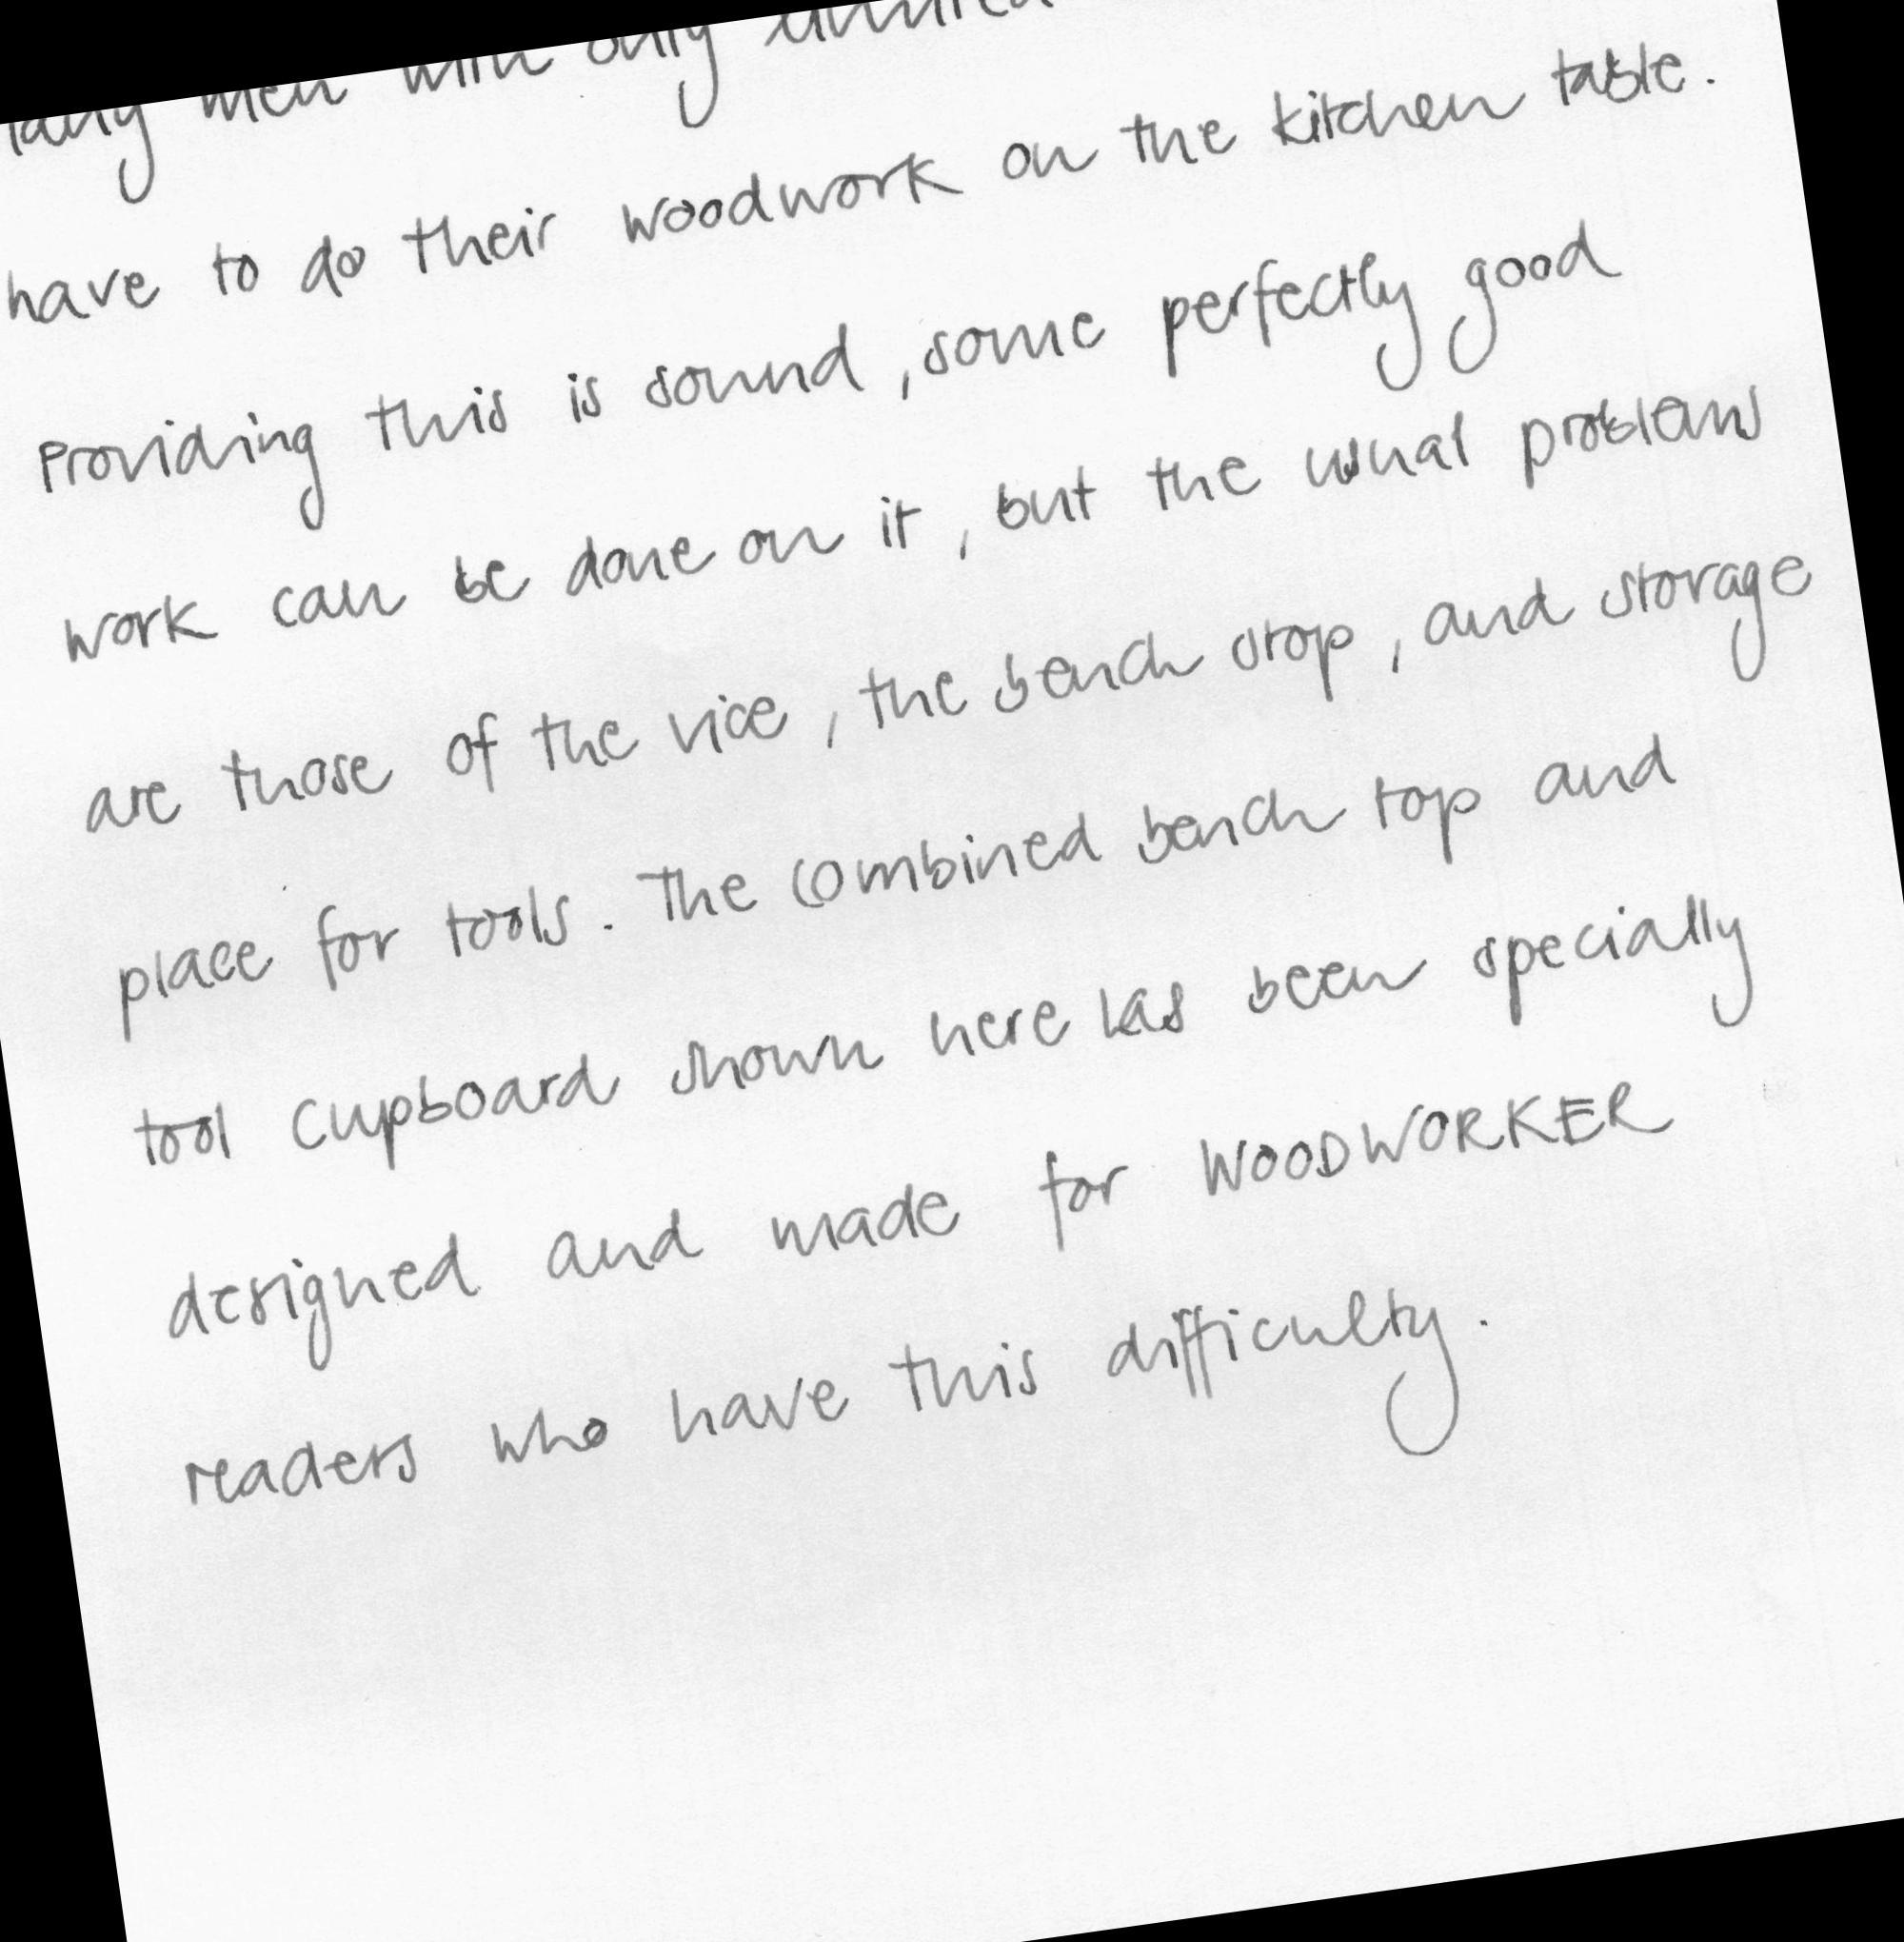 men with only limited
have to do their woodwork on the kitchen table.
Providing this is sound, some perfectly good
work can be done on it, but the usual problems
are those of the vice, the bench stop, and storage
place for tools. The combined bench top and
tool cupboard shown here has been specially
designed and made for WOODWORKER
readers who have this difficulty.